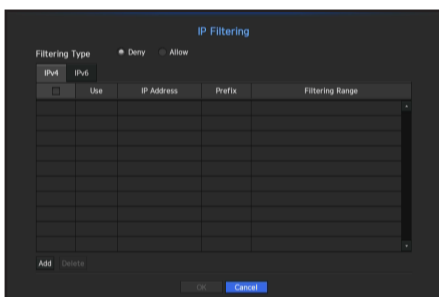 IP Filtering
Filtering Type Deny Allow
IPv4 IPv6
Use IP Address Prefix Filtering Range
Add Delete
OK Cancel